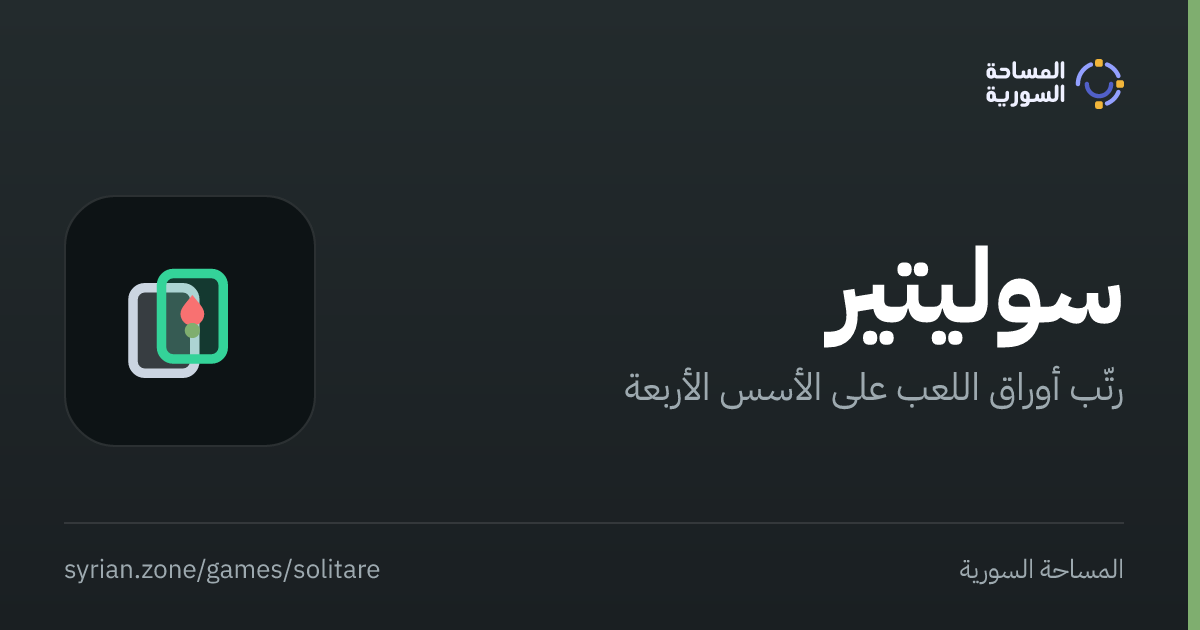 المساحة
السورية
سوليتير
رتّب أوراق اللعب على الأسس الأربعة
المساحة السورية
syrian.zone/games/solitare